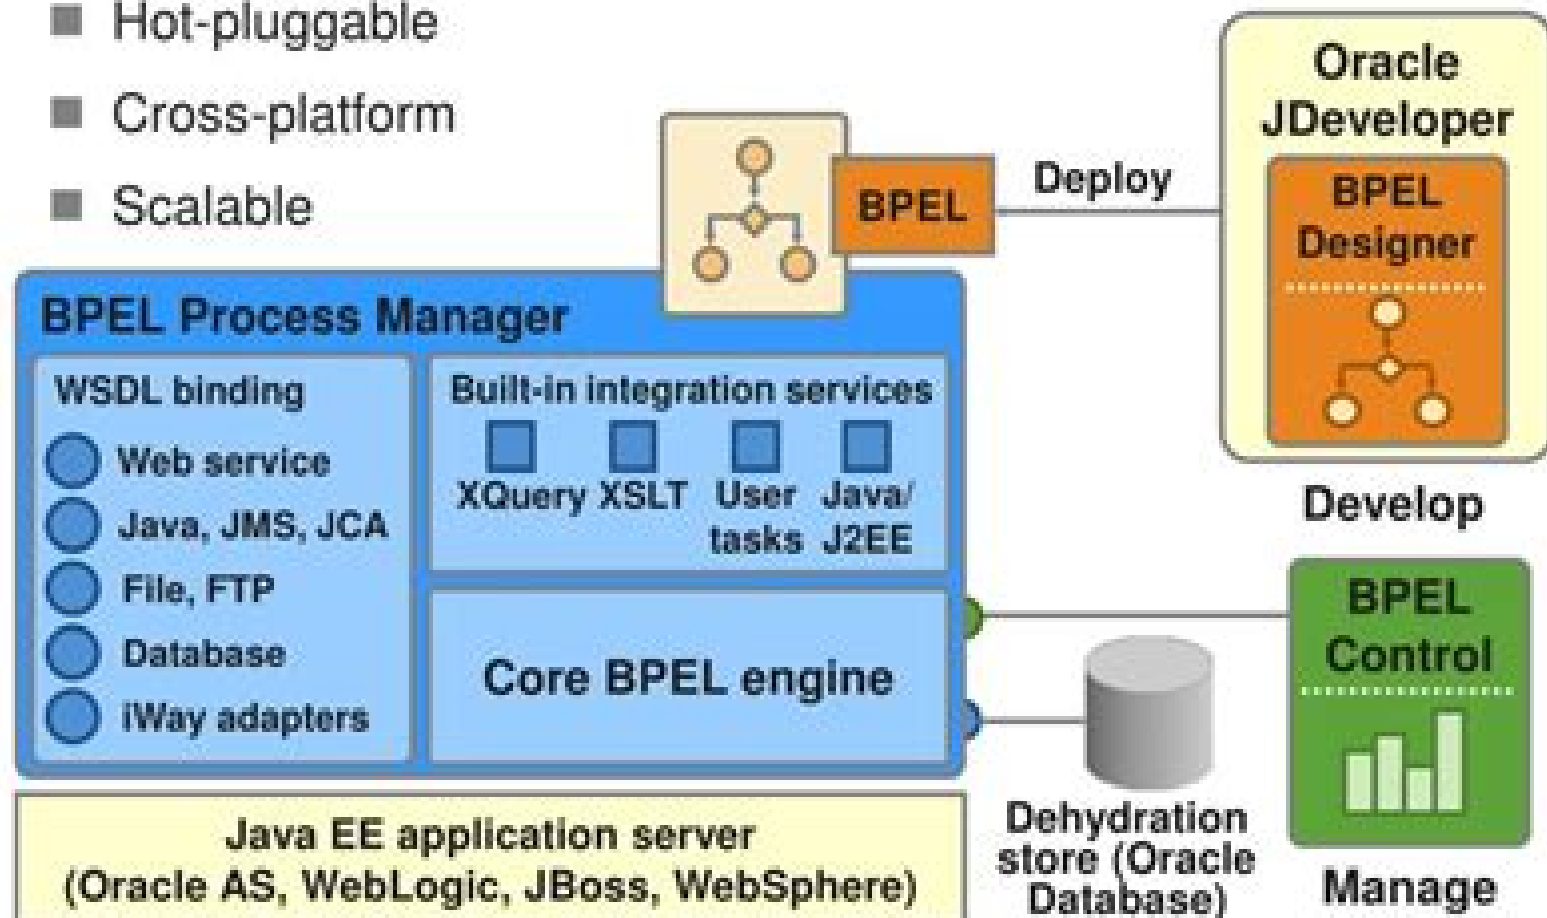 Hot-pluggable
Cross-platform
Scalable
Oracle
JDeveloper
BPEL
Designer
Deploy
BPEL
Develop
BPEL Process Manager
WSDL binding
Web service
Java, JMS, JCA
File, FTP
Database
iWay adapters
Built-in integration services
XQuery XSLT User Java/
tasks J2EE
Core BPEL engine
BPEL
Control
Manage
Dehydration
store (Oracle
Database)
Java EE application server
(Oracle AS, WebLogic, JBoss, WebSphere)